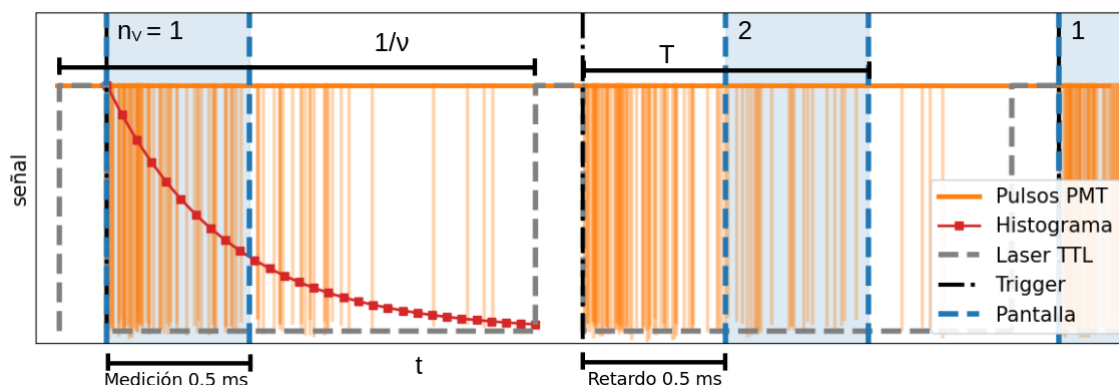 n_V = 1
2
1
1/ν
T
señal
Pulsos PMT
Histograma
Laser TTL
Trigger
Pantalla
t
Medición 0.5 ms
Retardo 0.5 ms